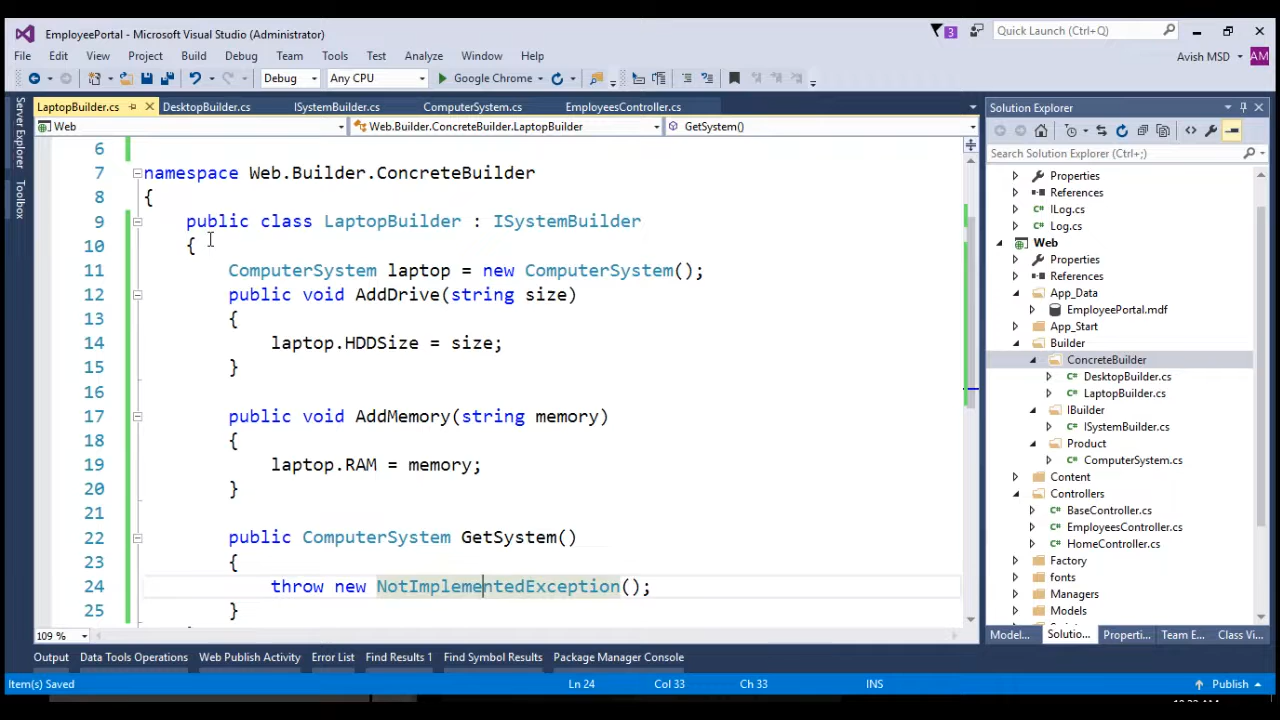 EmployeePortal - Microsoft Visual Studio (Administrator)
3
Quick Launch (Ctrl+Q)
File Edit View Project Build Debug Team Tools Test Analyze Window Help
Avish MSD AM
Debug Any CPU Google Chrome
Server Explorer
Toolbox
LaptopBuilder.cs DesktopBuilder.cs ISystemBuilder.cs ComputerSystem.cs EmployeesController.cs
Web Web.Builder.ConcreteBuilder.LaptopBuilder GetSystem()
6
7 namespace Web.Builder.ConcreteBuilder
8 {
9 public class LaptopBuilder : ISystemBuilder
10 {
11 ComputerSystem laptop = new ComputerSystem();
12 public void AddDrive(string size)
13 {
14 laptop.HDDSize = size;
15 }
16
17 public void AddMemory(string memory)
18 {
19 laptop.RAM = memory;
20 }
21
22 public ComputerSystem GetSystem()
23 {
24 throw new NotImplementedException();
25 }
109 %
Solution Explorer
Search Solution Explorer (Ctrl+;)
Properties
References
ILog.cs
Log.cs
Web
Properties
References
App_Data
EmployeePortal.mdf
App_Start
Builder
ConcreteBuilder
DesktopBuilder.cs
LaptopBuilder.cs
IBuilder
ISystemBuilder.cs
Product
ComputerSystem.cs
Content
Controllers
BaseController.cs
EmployeesController.cs
HomeController.cs
Factory
fonts
Managers
Models
Model... Solutio... Properti... Team E... Class Vi...
Output Data Tools Operations Web Publish Activity Error List Find Results 1 Find Symbol Results Package Manager Console
Item(s) Saved Ln 24 Col 33 Ch 33 INS Publish